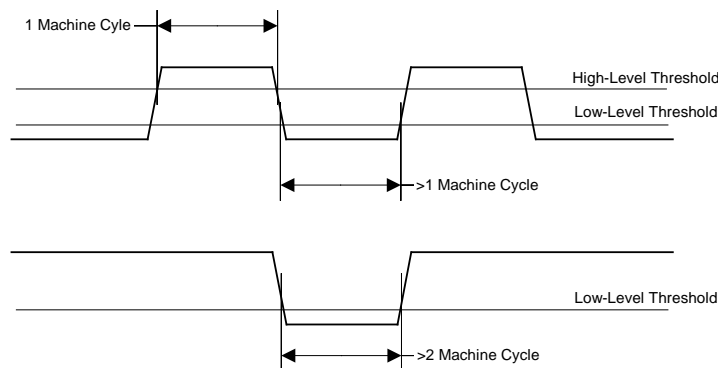 1 Machine Cyle
High-Level Threshold
Low-Level Threshold
>1 Machine Cycle
Low-Level Threshold
>2 Machine Cycle